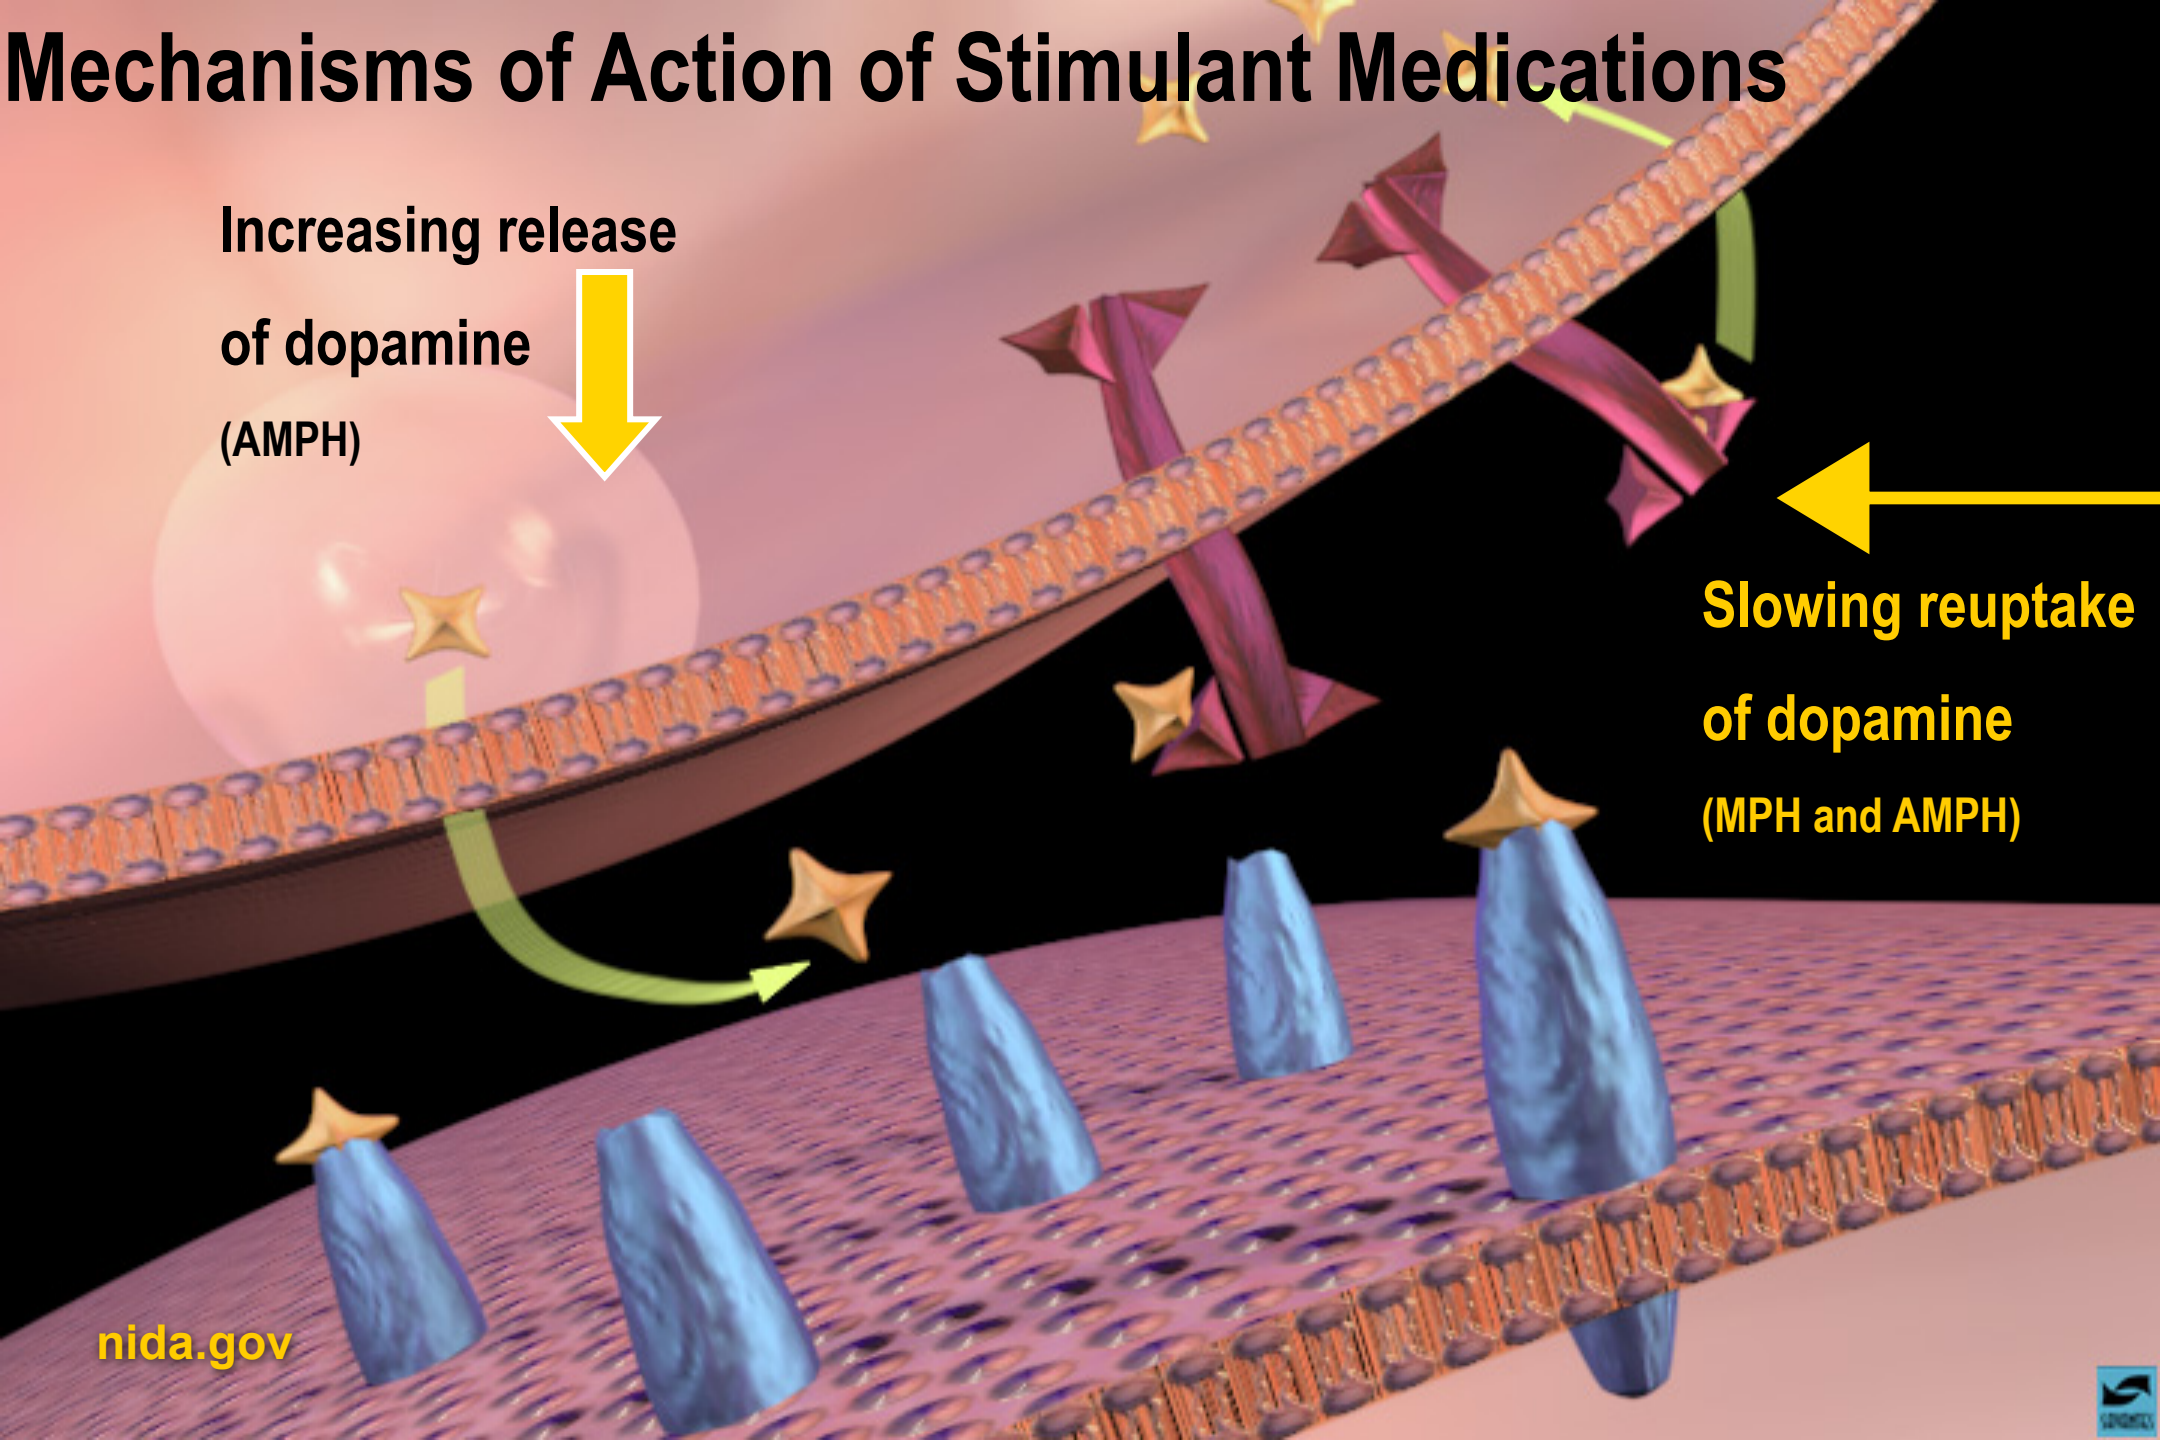 Mechanisms of Action of Stimulant Medications
Increasing release
of dopamine
(AMPH)
Slowing reuptake
of dopamine
(MPH and AMPH)
nida.gov